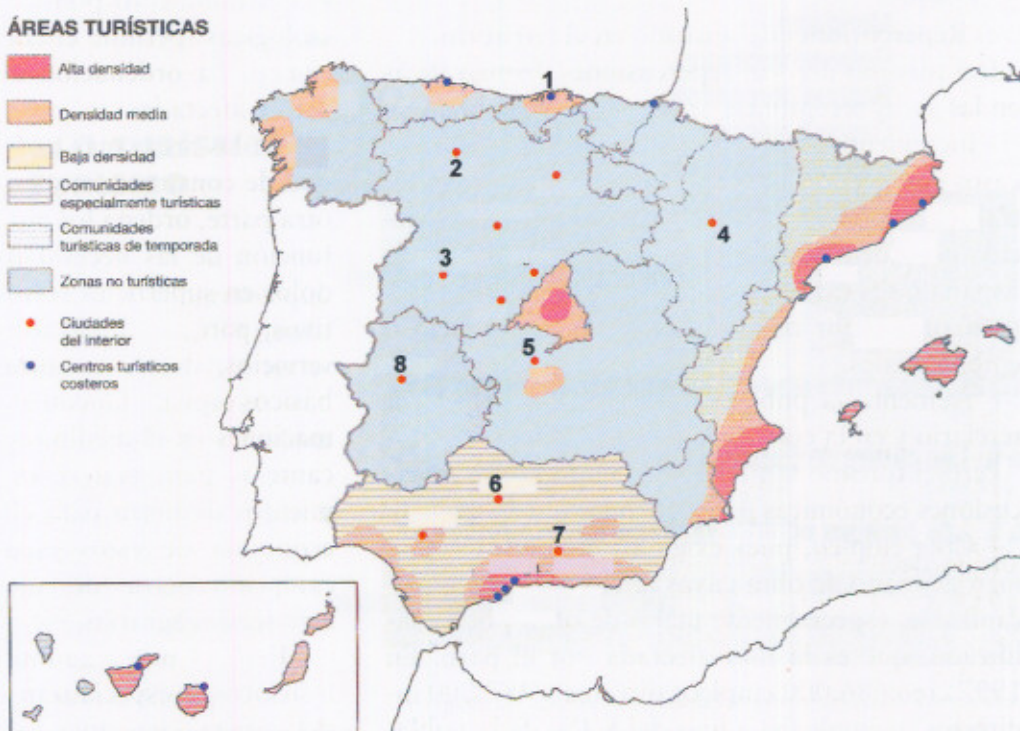 ÁREAS TURÍSTICAS
Alta densidad
Densidad media
Baja densidad
Comunidades
especialmente turísticas
Comunidades
turísticas de temporada
Zonas no turísticas
Ciudades
del interior
Centros turísticos
costeros
1
2
3
4
5
8
6
7